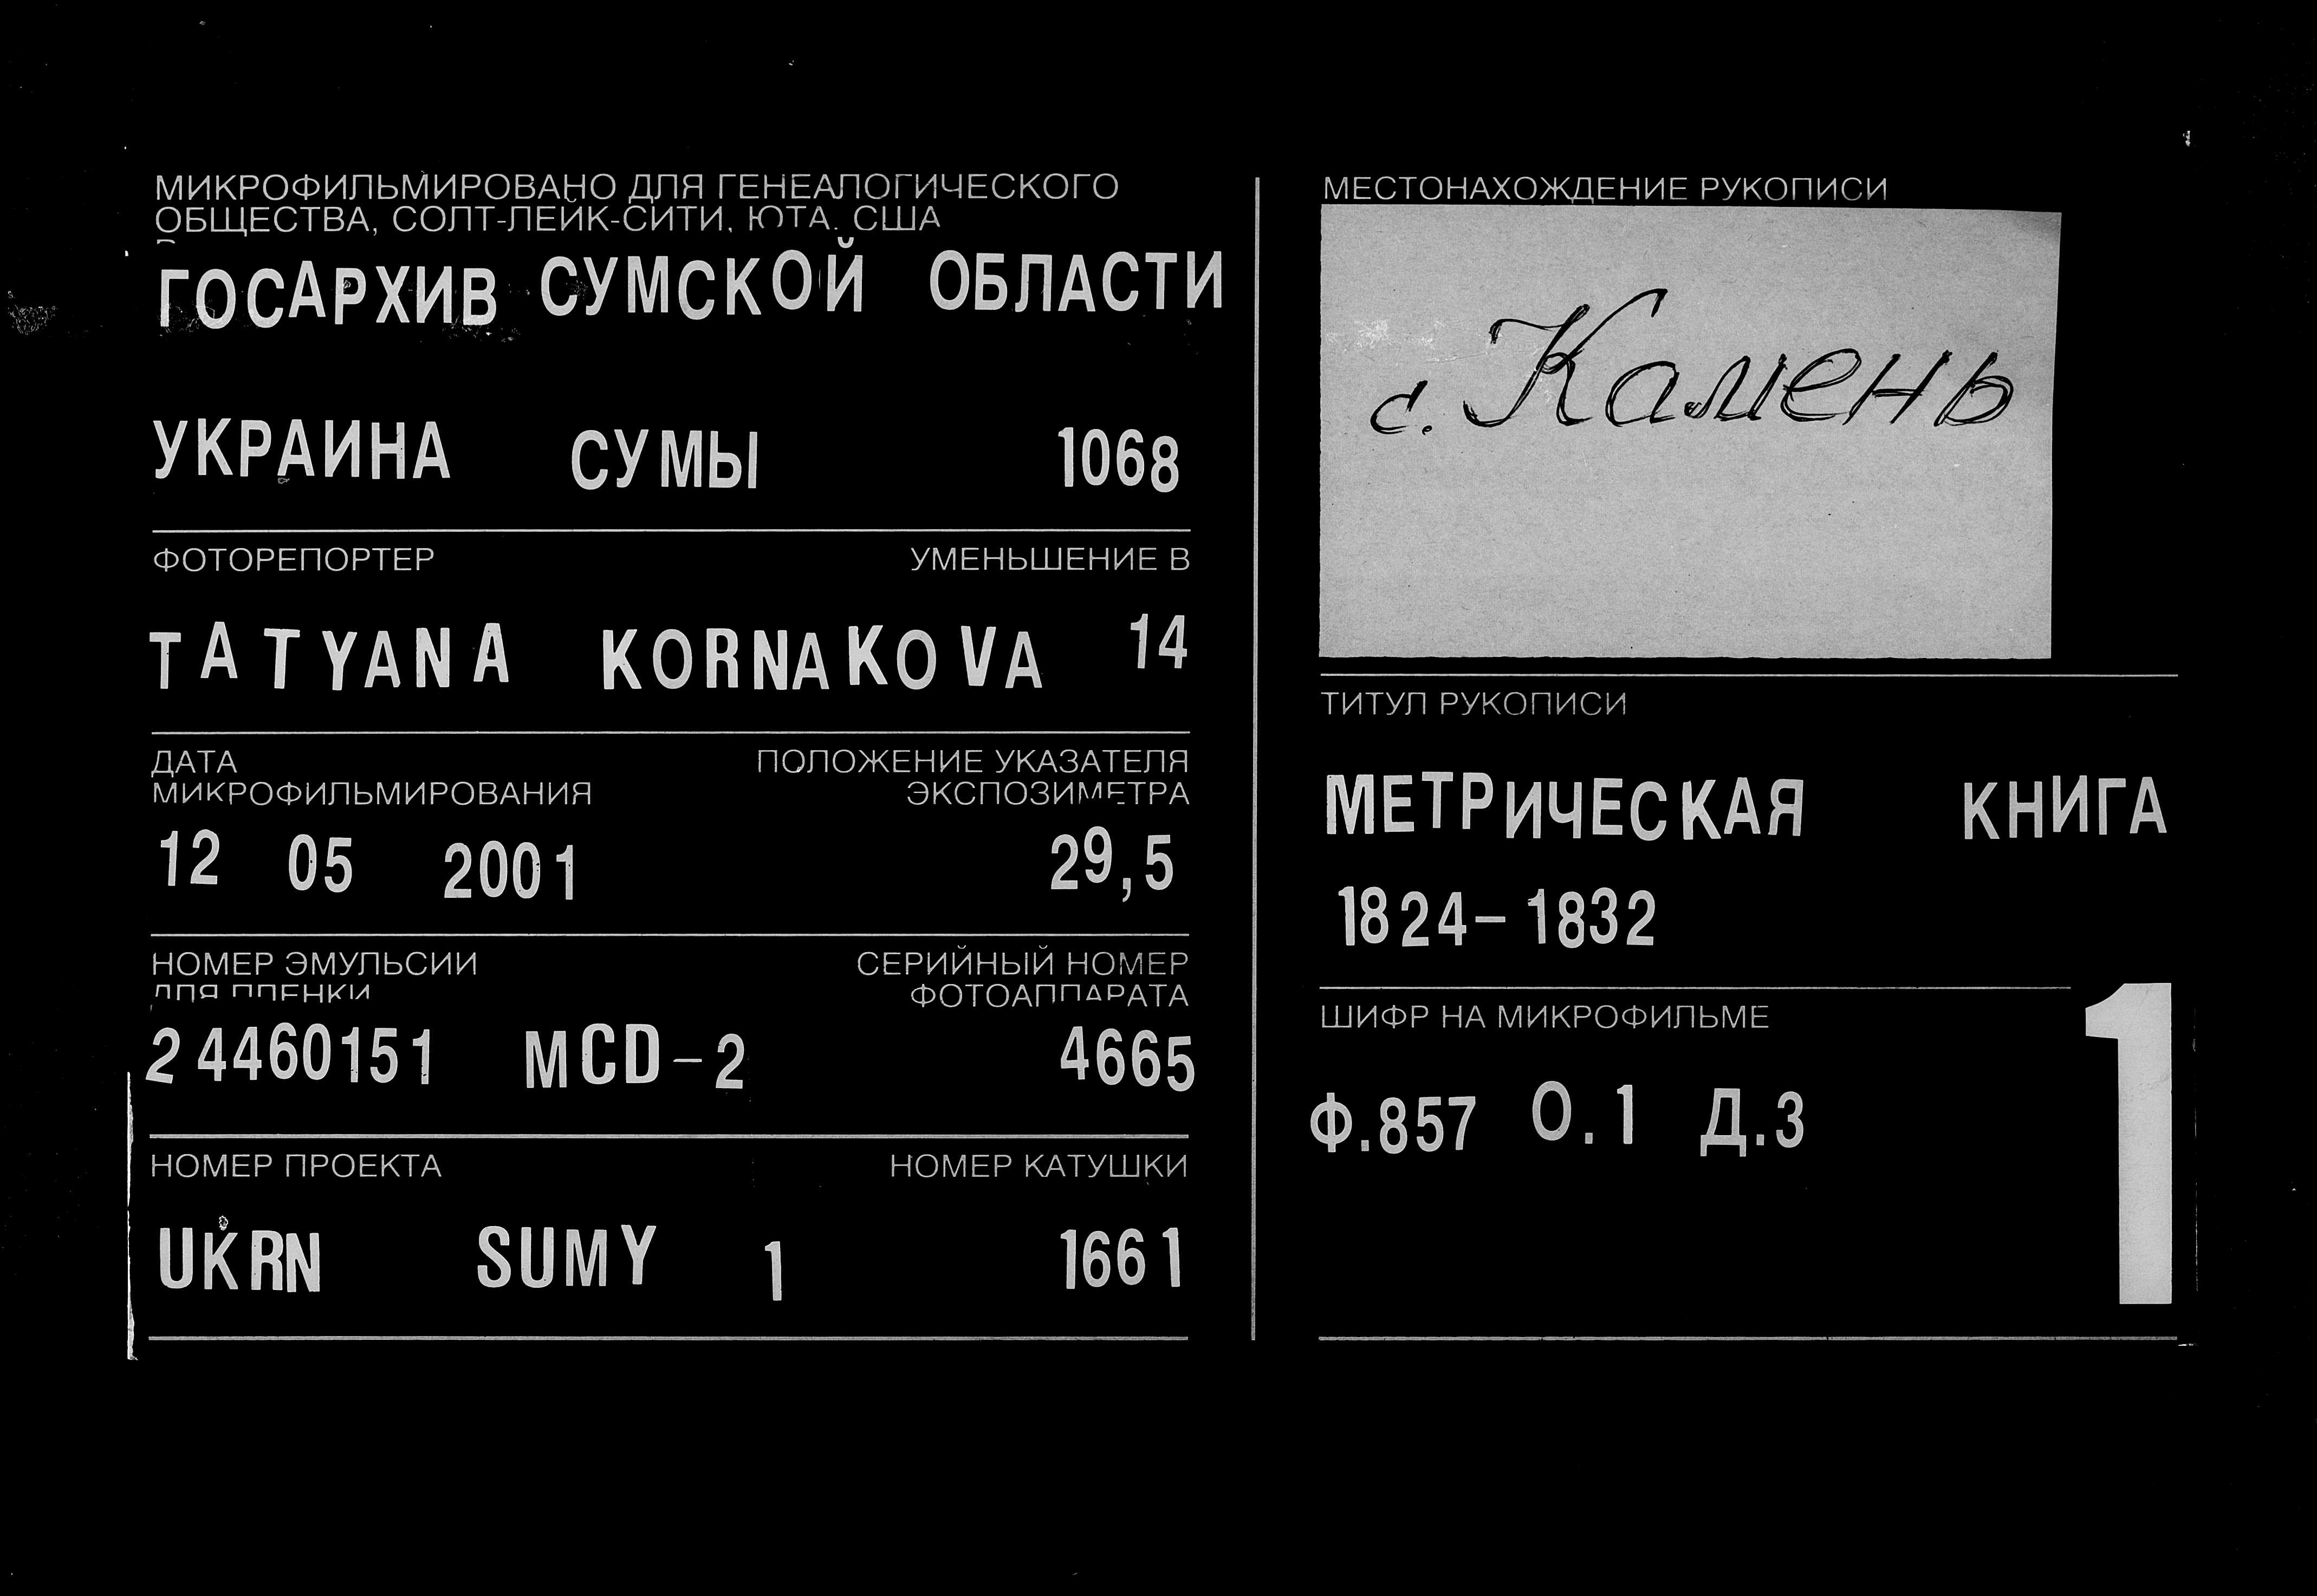 МИКРОФИЛЬМИРОВАНО ДЛЯ ГЕНЕАЛОГИЧЕСКОГО
ОБЩЕСТВА, СОЛТ-ЛЕЙК-СИТИ, ЮТА, США
ГОСАРХИВ СУМСКОЙ ОБЛАСТИ
УКРАИНА СУМЫ 1068
ФОТОРЕПОРТЕР УМЕНЬШЕНИЕ В
TATYANA KORNAKOVA 14
ДАТА ПОЛОЖЕНИЕ УКАЗАТЕЛЯ
МИКРОФИЛЬМИРОВАНИЯ ЭКСПОЗИМЕТРА
12 05 2001 29,5
НОМЕР ЭМУЛЬСИИ СЕРИЙНЫЙ НОМЕР
ДЛЯ ПЛЕНКИ ФОТОАППАРАТА
24460151 MCD-2 4665
НОМЕР ПРОЕКТА НОМЕР КАТУШКИ
UKRN SUMY 1 1661
МЕСТОНАХОЖДЕНИЕ РУКОПИСИ
с. Камень
ТИТУЛ РУКОПИСИ
МЕТРИЧЕСКАЯ КНИГА
1824-1832
ШИФР НА МИКРОФИЛЬМЕ
Ф.857 О.1 Д.3
1